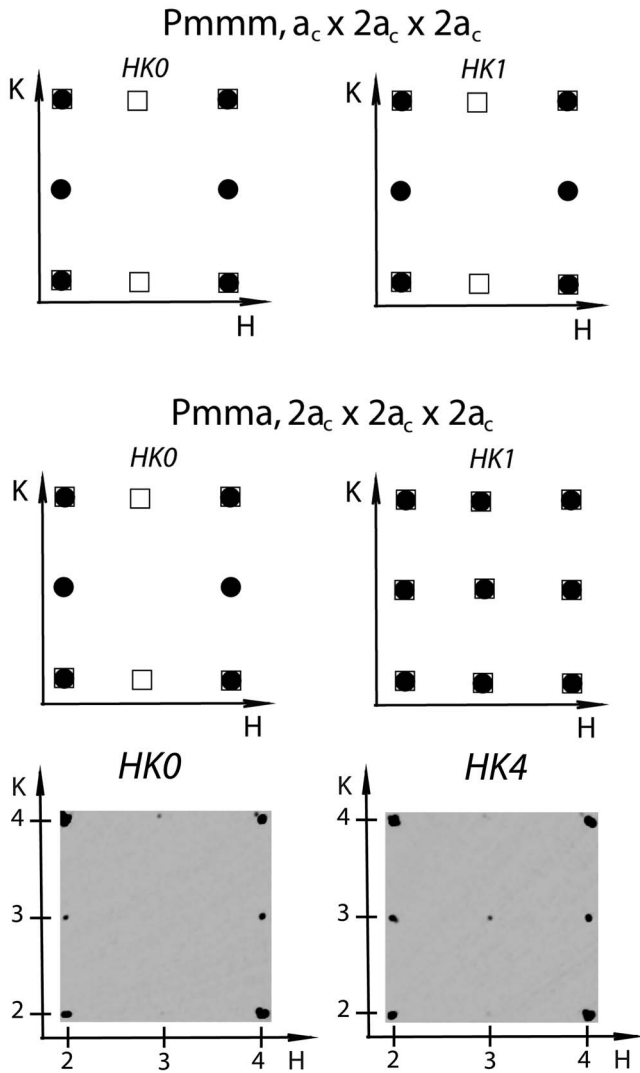 Pmmm, a_c x 2a_c x 2a_c
HK0
HK1
K
K
H
H
Pmma, 2a_c x 2a_c x 2a_c
HK0
HK1
K
K
H
H
HK0
HK4
K
4
3
2
2 3 4 H
K
4
3
2
2 3 4 H